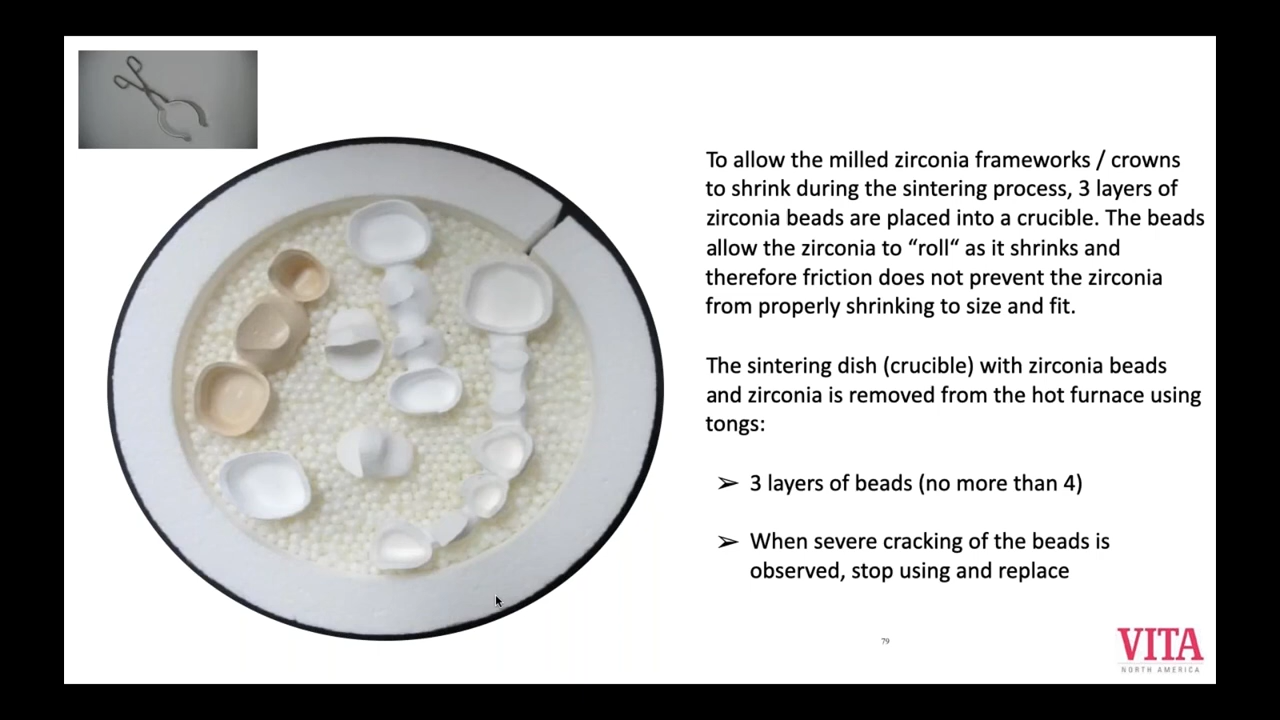 To allow the milled zirconia frameworks / crowns
to shrink during the sintering process, 3 layers of
zirconia beads are placed into a crucible. The beads
allow the zirconia to “roll“ as it shrinks and
therefore friction does not prevent the zirconia
from properly shrinking to size and fit.
The sintering dish (crucible) with zirconia beads
and zirconia is removed from the hot furnace using
tongs:
➢ 3 layers of beads (no more than 4)
➢ When severe cracking of the beads is
observed, stop using and replace
79
VITA
NORTH AMERICA